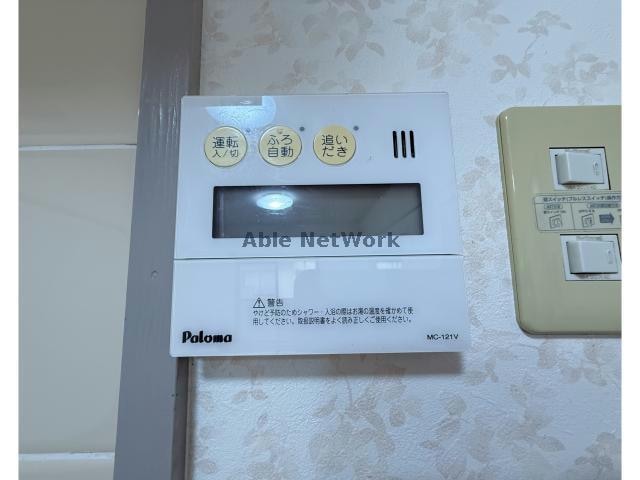 運転
入/切
ふろ
自動
追い
だき
Able NetWork
警告
やけど予防のためシャワー・入浴の際はお湯の温度を確かめて使
用してください。取扱説明書をよく読み正しくご使用ください。
Paloma
MC-121V